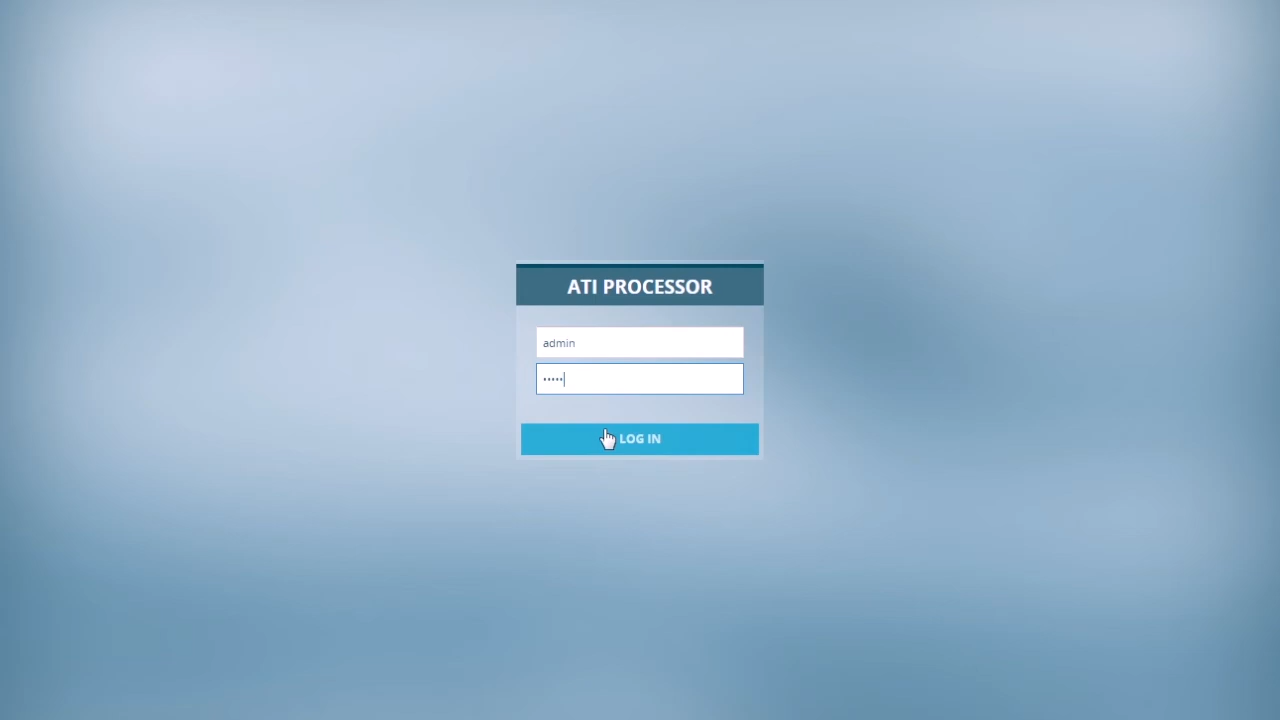 ATI PROCESSOR
admin
•••••
LOG IN